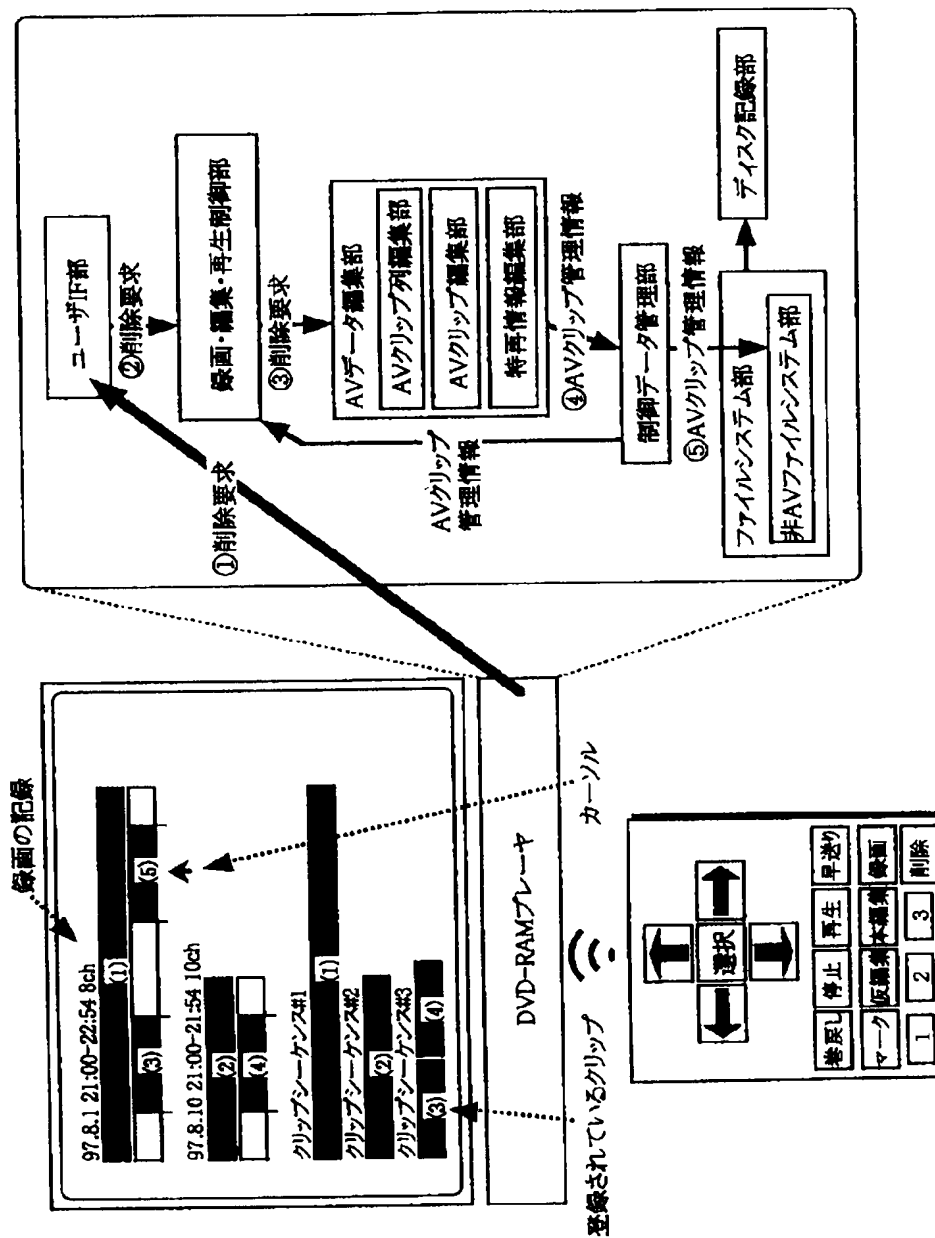 録画の記録
97.8.1 21:00-22:54 8ch
(1)
(3)
(5)
97.8.10 21:00-21:54 10ch
(2)
(4)
クリップシーケンス#1
(1)
クリップシーケンス#2
(2)
クリップシーケンス#3
(3)
(4)
DVD-RAMプレーヤ
登録されているクリップ
カーソル
選択
巻戻し
停止
再生
早送り
マーク
仮編集
本編集
録画
1
2
3
削除
①削除要求
ユーザIF部
②削除要求
録画・編集・再生制御部
③削除要求
AVデータ編集部
AVクリップ列編集部
AVクリップ編集部
特再情報編集部
AVクリップ
管理情報
④AVクリップ管理情報
制御データ管理部
⑤AVクリップ管理情報
ファイルシステム部
非AVファイルシステム部
ディスク記録部